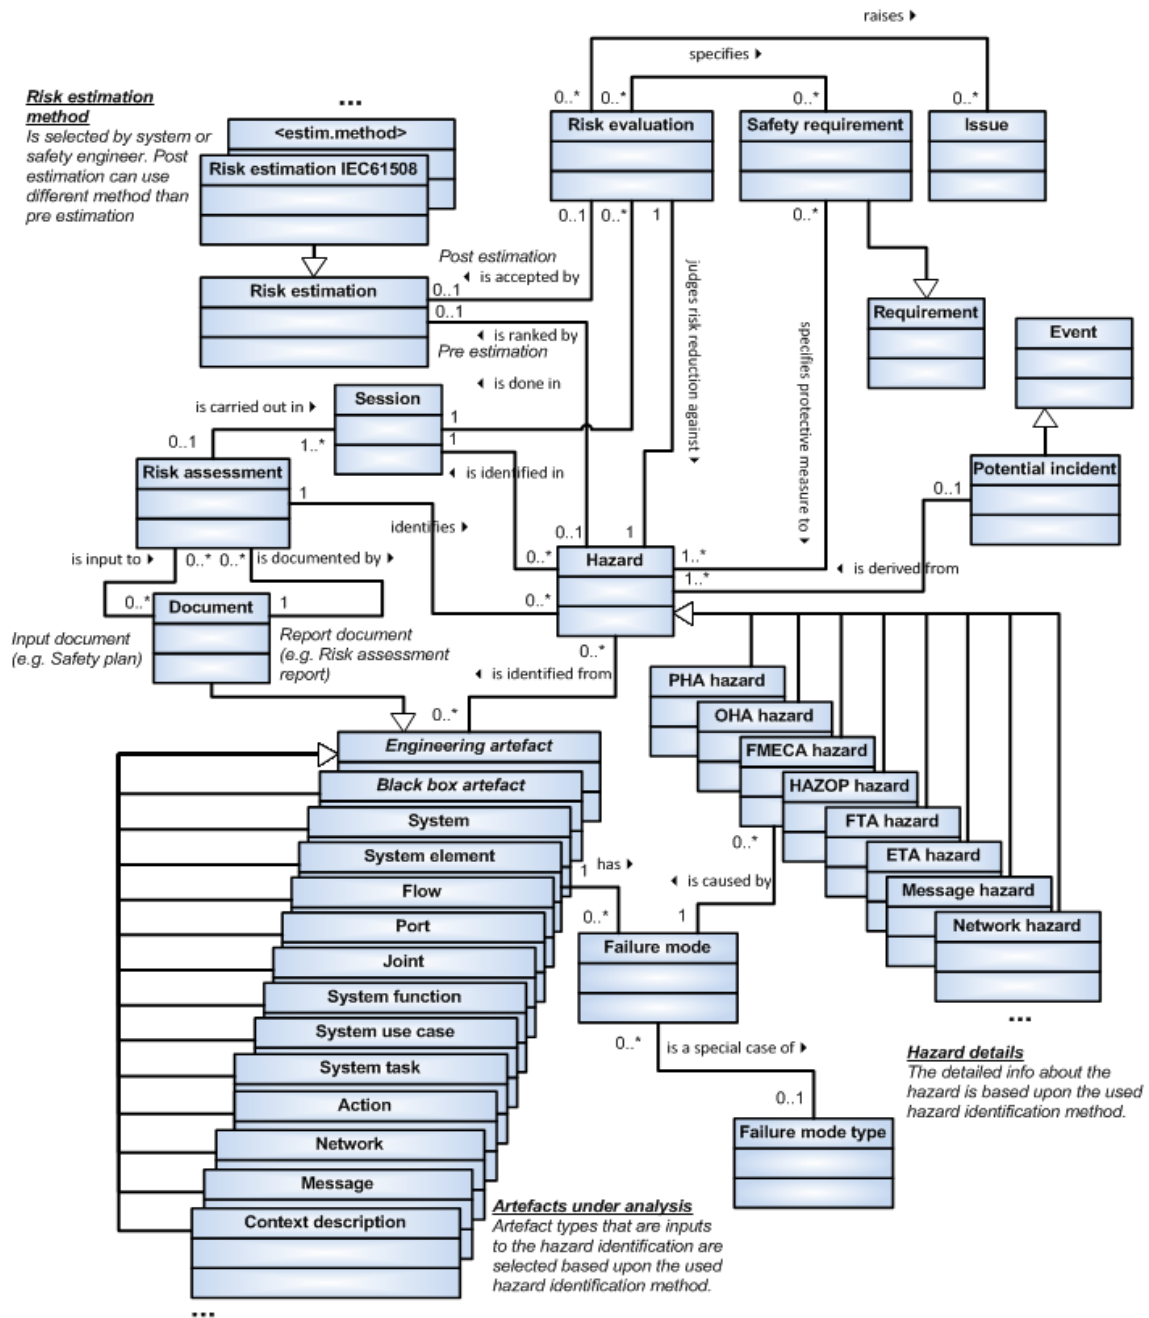 raises
specifies
Risk estimation
method
Is selected by system or
safety engineer. Post
estimation can use
different method than
pre estimation
...
<estim.method>
Risk estimation IEC61508
0..*
0..*
0..*
0..*
Risk evaluation
Safety requirement
Issue
0..1
0..*
1
0..*
Post estimation
is accepted by
0..1
Risk estimation
0..1
is ranked by
Pre estimation
judges risk reduction against
specifies protective measure to
Requirement
Event
is done in
Session
is carried out in
1
1
0..1
1..*
is identified in
Risk assessment
1
identifies
Potential incident
0..1
0..1
1
is input to
0..*
0..*
is documented by
0..*
Hazard
1..*
1..*
is derived from
0..*
0..*
Document
1
Input document
(e.g. Safety plan)
Report document
(e.g. Risk assessment
report)
0..*
is identified from
0..*
PHA hazard
OHA hazard
FMECA hazard
HAZOP hazard
FTA hazard
ETA hazard
Message hazard
Network hazard
...
Engineering artefact
Black box artefact
System
System element
Flow
Port
Joint
System function
System use case
System task
Action
Network
Message
Context description
...
1
has
0..*
0..*
is caused by
1
Failure mode
0..*
is a special case of
0..1
Failure mode type
Hazard details
The detailed info about the
hazard is based upon the used
hazard identification method.
Artefacts under analysis
Artefact types that are inputs
to the hazard identification are
selected based upon the used
hazard identification method.